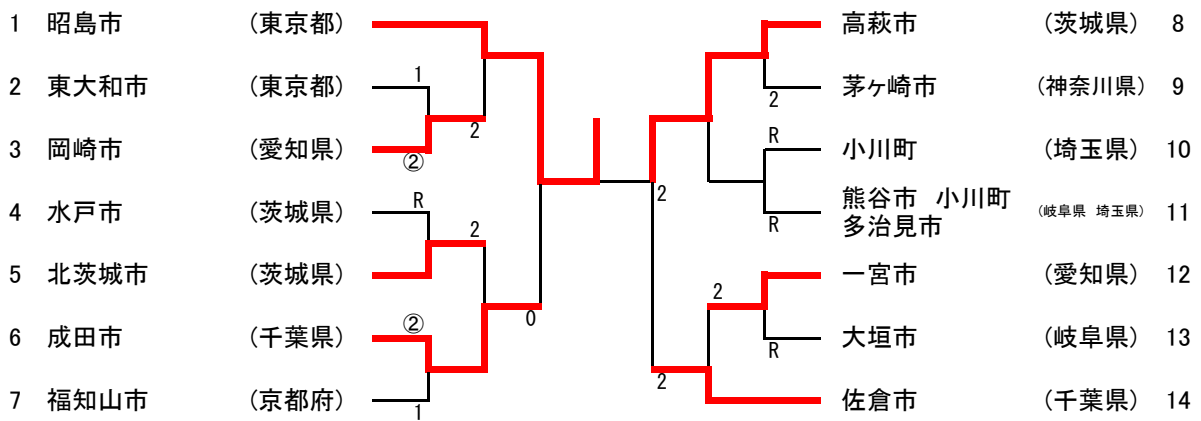 1 昭島市 (東京都)
2 東大和市 (東京都)
3 岡崎市 (愛知県)
4 水戸市 (茨城県)
5 北茨城市 (茨城県)
6 成田市 (千葉県)
7 福知山市 (京都府)
1
2
②
R
2
②
0
1
2
2
2
R
R
2
R
高萩市 (茨城県) 8
茅ヶ崎市 (神奈川県) 9
小川町 (埼玉県) 10
熊谷市 小川町
多治見市 (岐阜県 埼玉県) 11
一宮市 (愛知県) 12
大垣市 (岐阜県) 13
佐倉市 (千葉県) 14